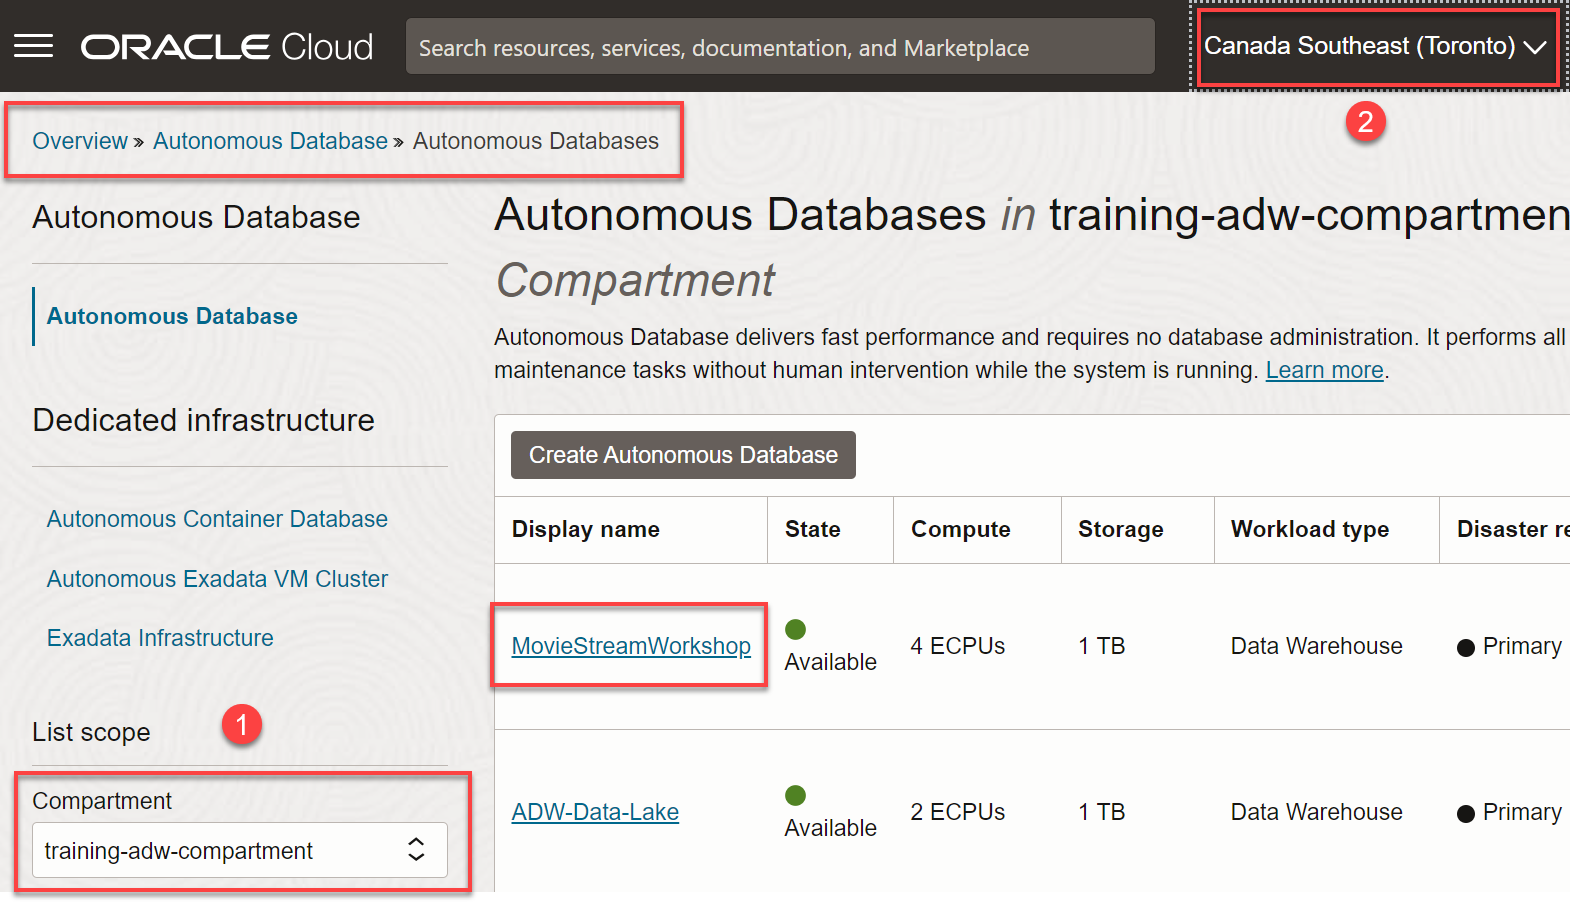 ORACLE Cloud
Search resources, services, documentation, and Marketplace
Canada Southeast (Toronto)
2
Overview » Autonomous Database » Autonomous Databases
Autonomous Database
Autonomous Database
Dedicated infrastructure
Autonomous Container Database
Autonomous Exadata VM Cluster
Exadata Infrastructure
List scope
1
Compartment
training-adw-compartment
Autonomous Databases in training-adw-compartmen
Compartment
Autonomous Database delivers fast performance and requires no database administration. It performs all
maintenance tasks without human intervention while the system is running. Learn more.
Create Autonomous Database
Display name State Compute Storage Workload type Disaster re
MovieStreamWorkshop Available 4 ECPUs 1 TB Data Warehouse Primary
ADW-Data-Lake Available 2 ECPUs 1 TB Data Warehouse Primary